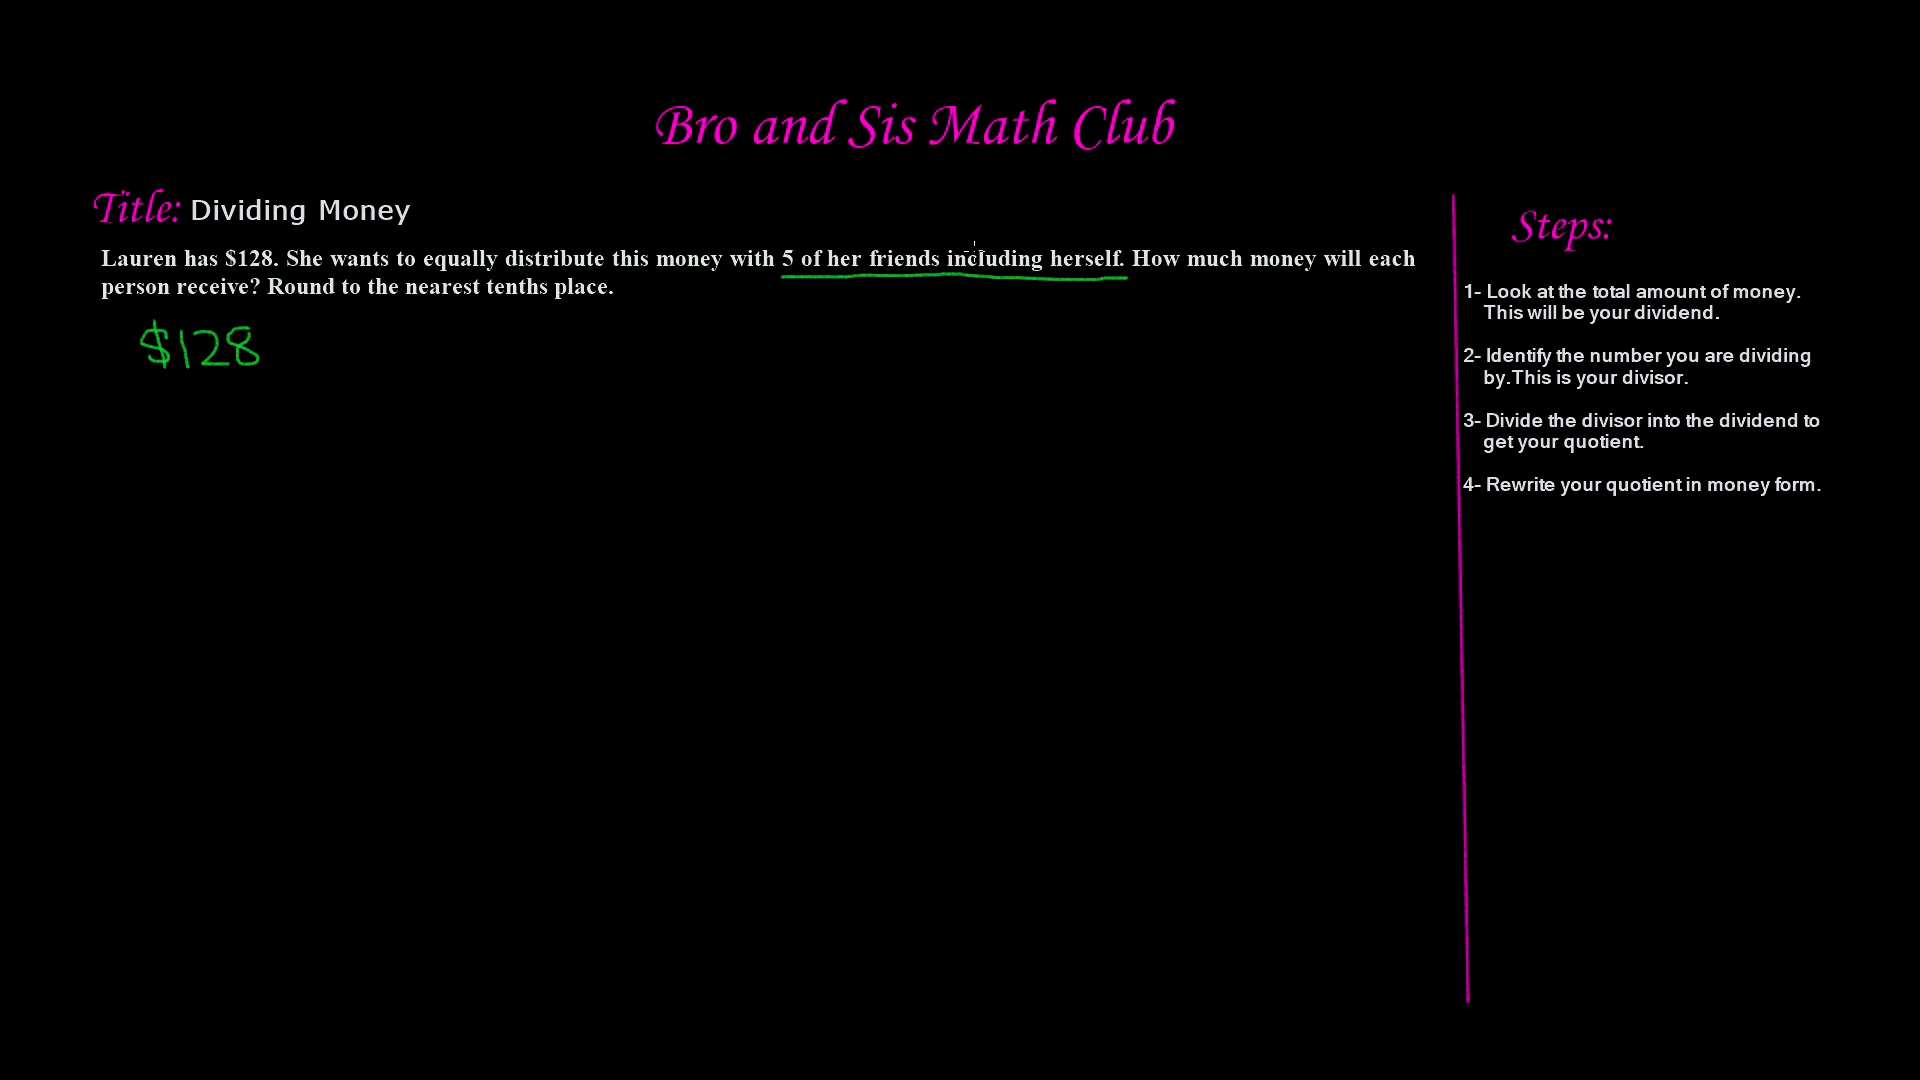 Bro and Sis Math Club
Title: Dividing Money
Lauren has $128. She wants to equally distribute this money with 5 of her friends including herself. How much money will each
person receive? Round to the nearest tenths place.
$128
Steps:
1- Look at the total amount of money.
This will be your dividend.
2- Identify the number you are dividing
by.This is your divisor.
3- Divide the divisor into the dividend to
get your quotient.
4- Rewrite your quotient in money form.